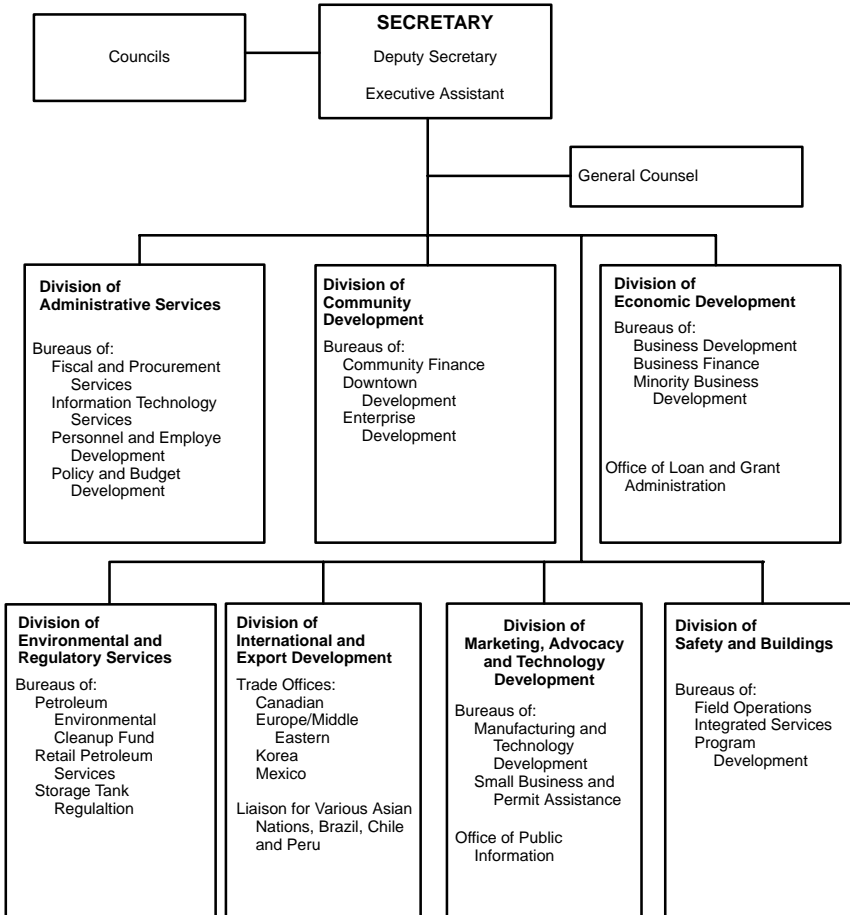 SECRETARY
Deputy Secretary
Executive Assistant
Councils
General Counsel
Division of
Administrative Services
Bureaus of:
Fiscal and Procurement
Services
Information Technology
Services
Personnel and Employe
Development
Policy and Budget
Development
Division of
Community
Development
Bureaus of:
Community Finance
Downtown
Development
Enterprise
Development
Division of
Economic Development
Bureaus of:
Business Development
Business Finance
Minority Business
Development
Office of Loan and Grant
Administration
Division of
Environmental and
Regulatory Services
Bureaus of:
Petroleum
Environmental
Cleanup Fund
Retail Petroleum
Services
Storage Tank
Regulaltion
Division of
International and
Export Development
Trade Offices:
Canadian
Europe/Middle
Eastern
Korea
Mexico
Liaison for Various Asian
Nations, Brazil, Chile
and Peru
Division of
Marketing, Advocacy
and Technology
Development
Bureaus of:
Manufacturing and
Technology
Development
Small Business and
Permit Assistance
Office of Public
Information
Division of
Safety and Buildings
Bureaus of:
Field Operations
Integrated Services
Program
Development